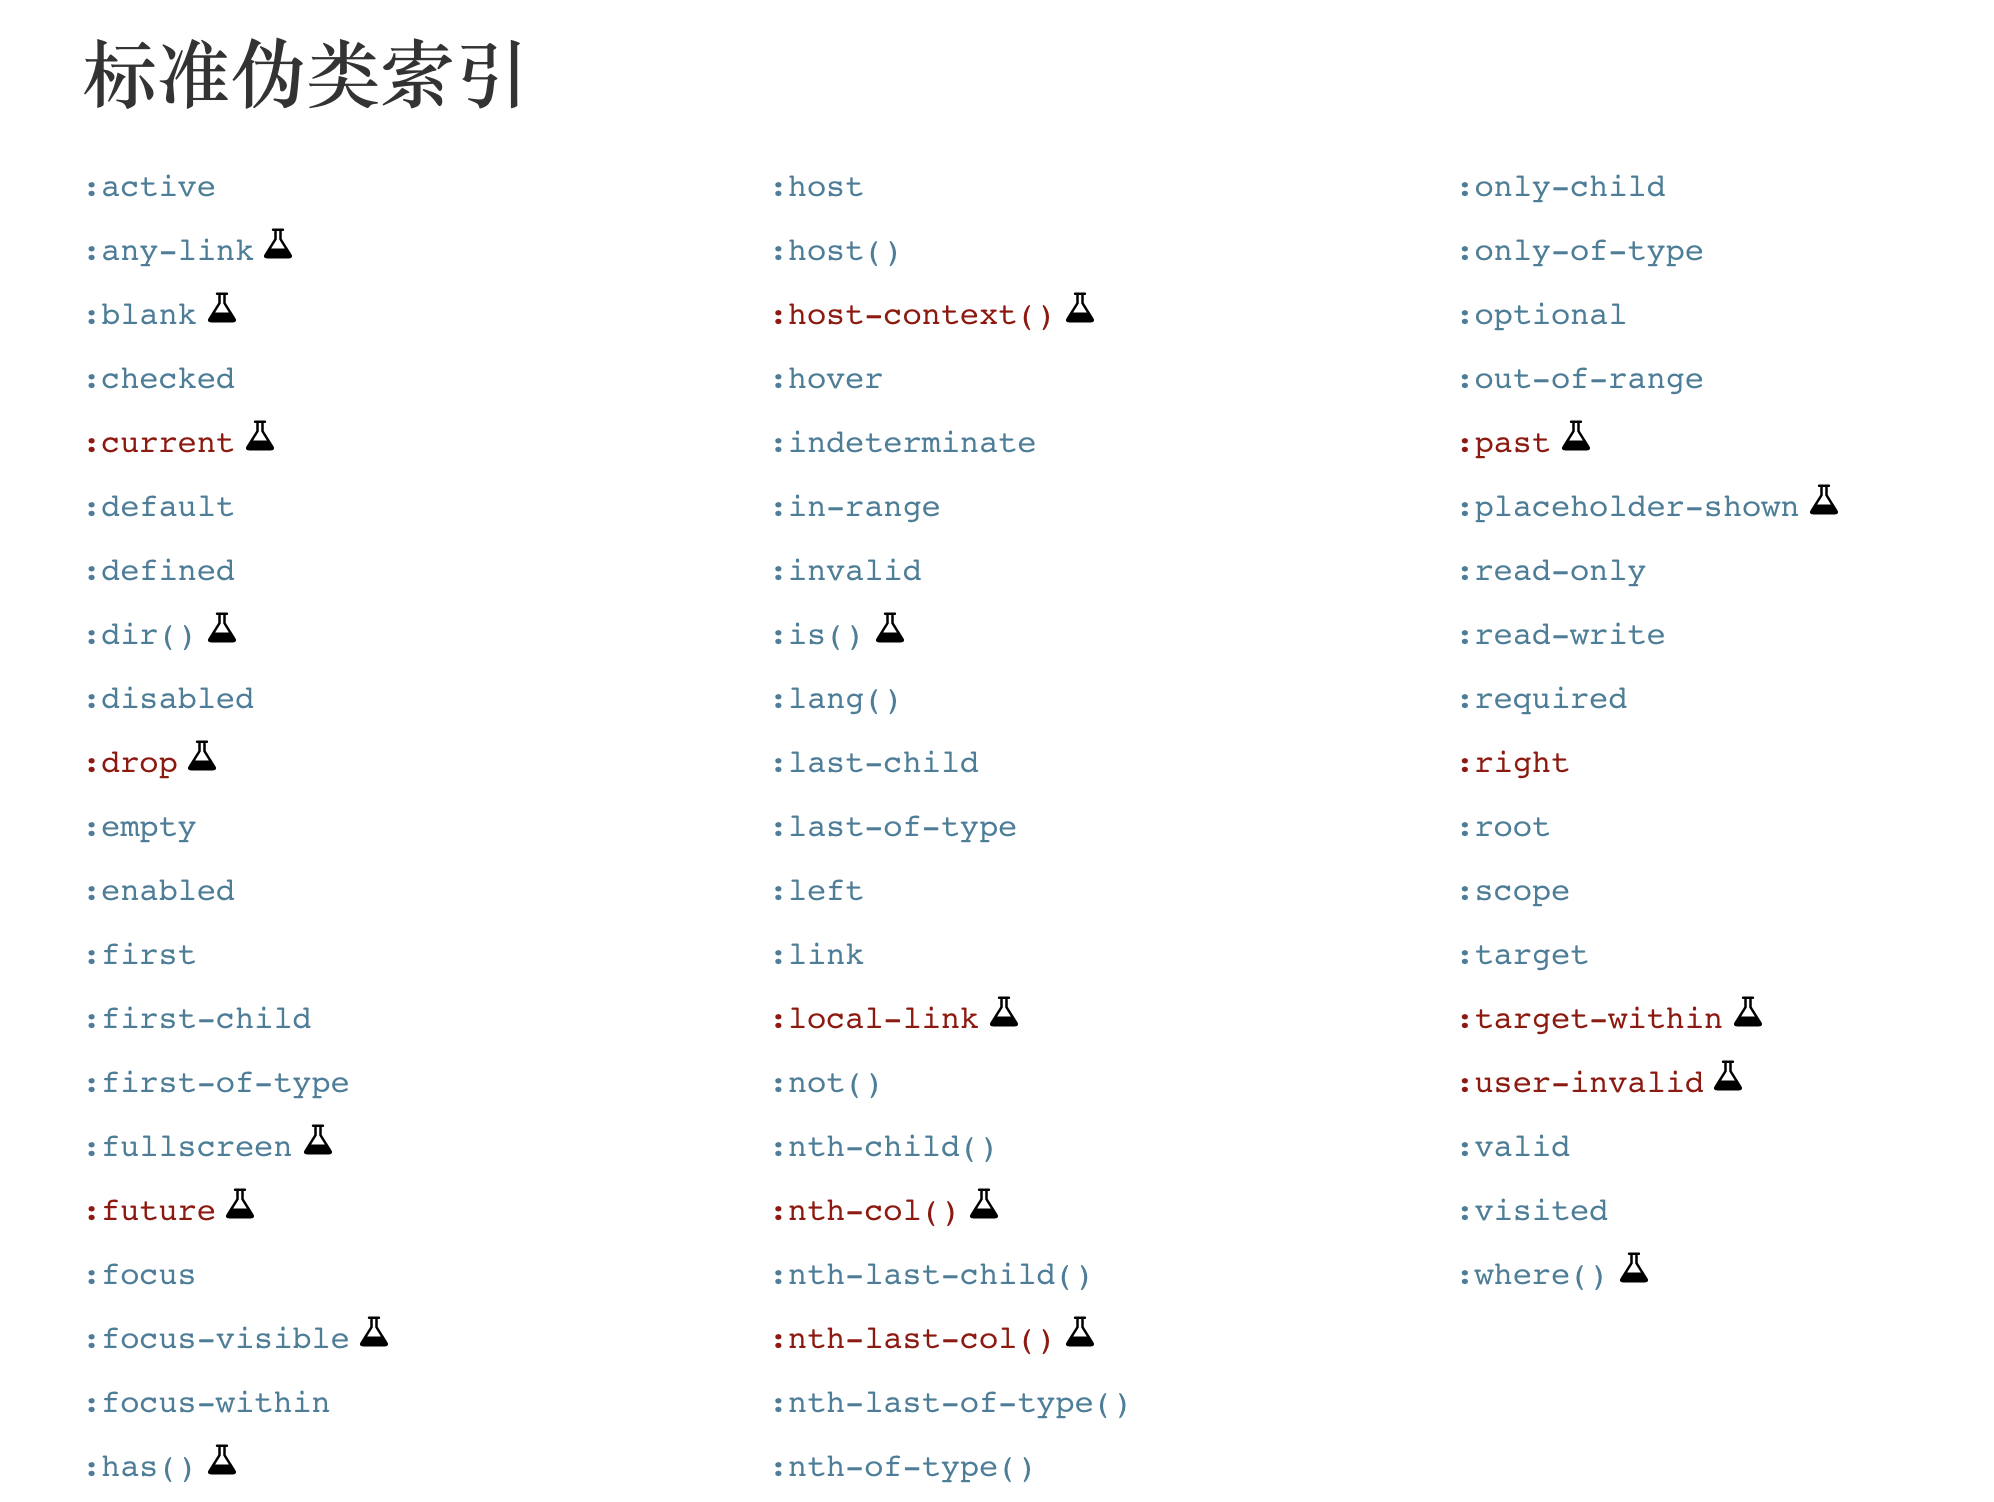 标准伪类索引
:active
:any-link
:blank
:checked
:current
:default
:defined
:dir()
:disabled
:drop
:empty
:enabled
:first
:first-child
:first-of-type
:fullscreen
:future
:focus
:focus-visible
:focus-within
:has()
:host
:host()
:host-context()
:hover
:indeterminate
:in-range
:invalid
:is()
:lang()
:last-child
:last-of-type
:left
:link
:local-link
:not()
:nth-child()
:nth-col()
:nth-last-child()
:nth-last-col()
:nth-last-of-type()
:nth-of-type()
:only-child
:only-of-type
:optional
:out-of-range
:past
:placeholder-shown
:read-only
:read-write
:required
:right
:root
:scope
:target
:target-within
:user-invalid
:valid
:visited
:where()